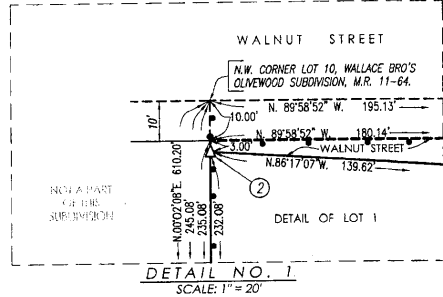 WALNUT STREET
N.W. CORNER LOT 10, WALLACE BRO'S
OLIVEWOOD SUBDIVISION, M.R. 11-64.
N. 89°58'52" W. 195.13'
10.00'
10'
N. 89°58'52" W. 180.14'
3.00'
WALNUT STREET
N.86°17'07"W. 139.62'
2
N.00°02'08"E. 610.20'
245.08'
235.08'
232.08'
NOT A PART
OF THIS
SUBDIVISION
DETAIL OF LOT 1
DETAIL NO. 1
SCALE: 1" = 20'